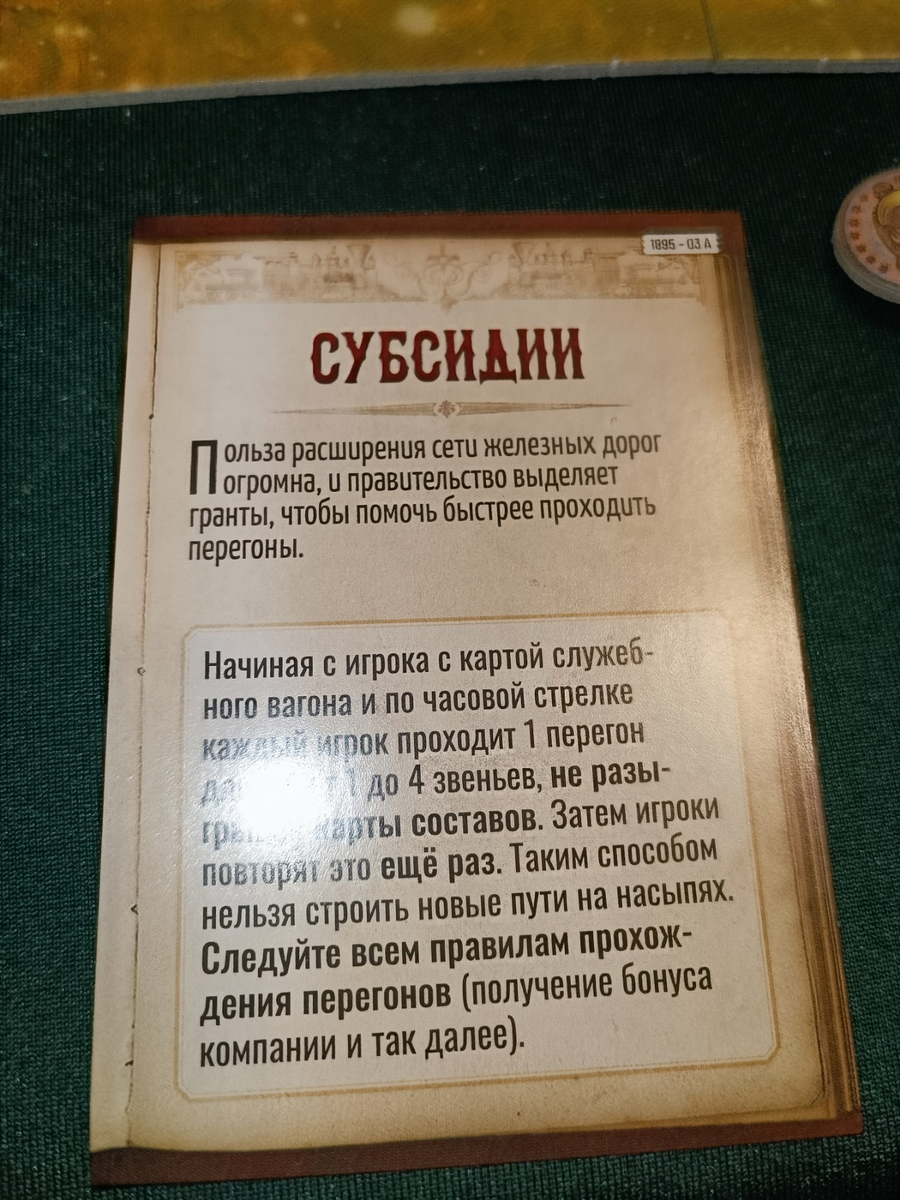 1895 - 03 A
СУБСИДИИ
Польза расширения сети железных дорог
огромна, и правительство выделяет
гранты, чтобы помочь быстрее проходить
перегоны.
Начиная с игрока с картой служеб-
ного вагона и по часовой стрелке
каждый игрок проходит 1 перегон
1 до 4 звеньев, не разы-
карты составов. Затем игроки
повторят это ещё раз. Таким способом
нельзя строить новые пути на насыпях.
Следуйте всем правилам прохож-
дения перегонов (получение бонуса
компании и так далее).